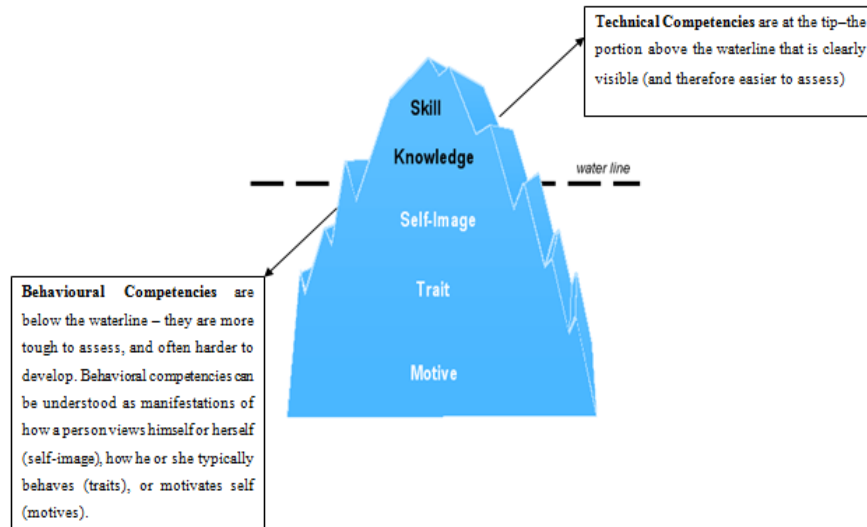 Technical Competencies are at the tip–the
portion above the waterline that is clearly
visible (and therefore easier to assess)
Skill
Knowledge
water line
Self-Image
Trait
Motive
Behavioural Competencies are
below the waterline – they are more
tough to assess, and often harder to
develop. Behavioral competencies can
be understood as manifestations of
how a person views himself or herself
(self-image), how he or she typically
behaves (traits), or motivates self
(motives).